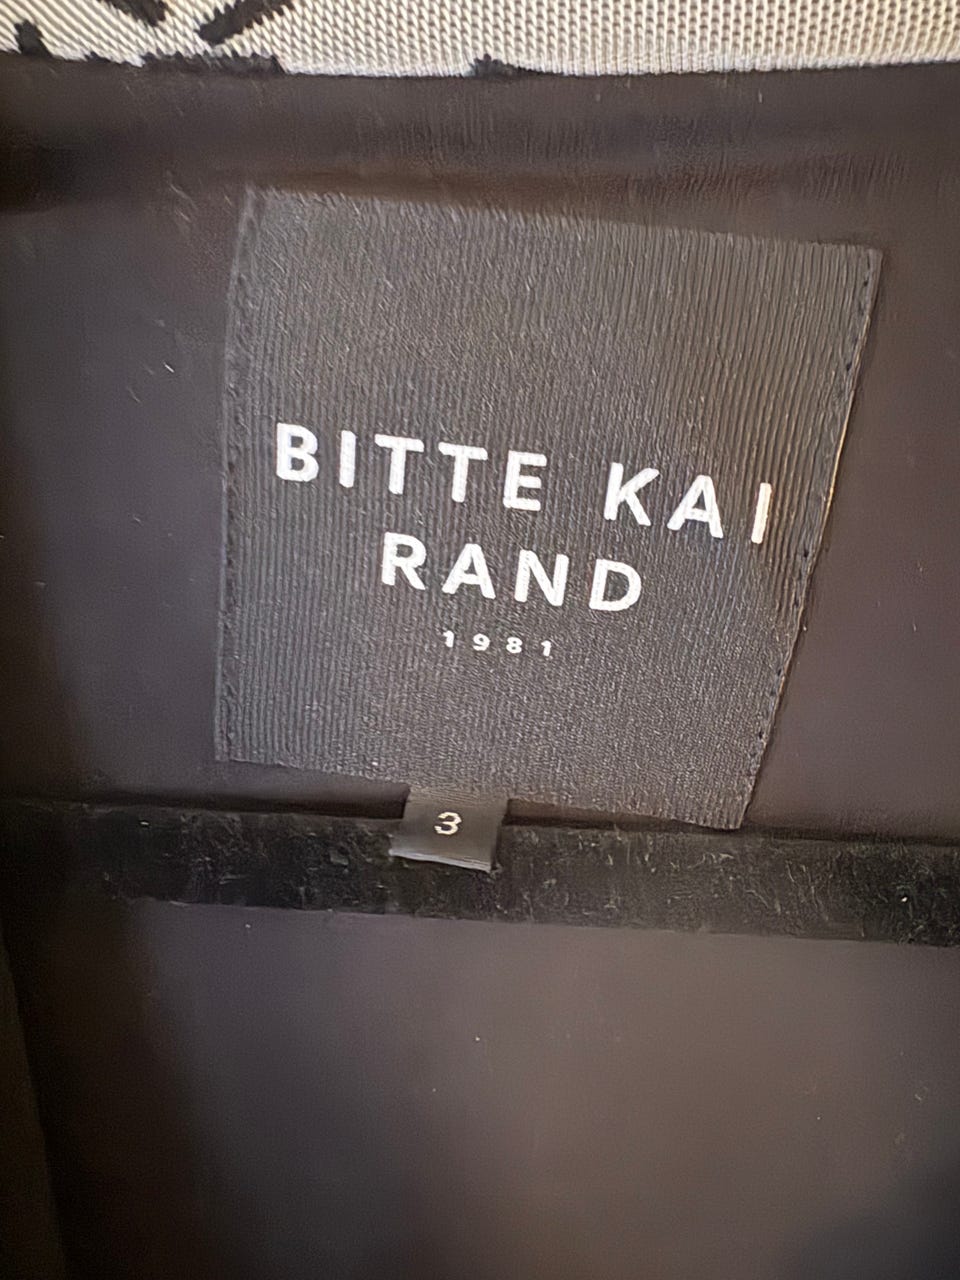 BITTE KAI
RAND
1981
3